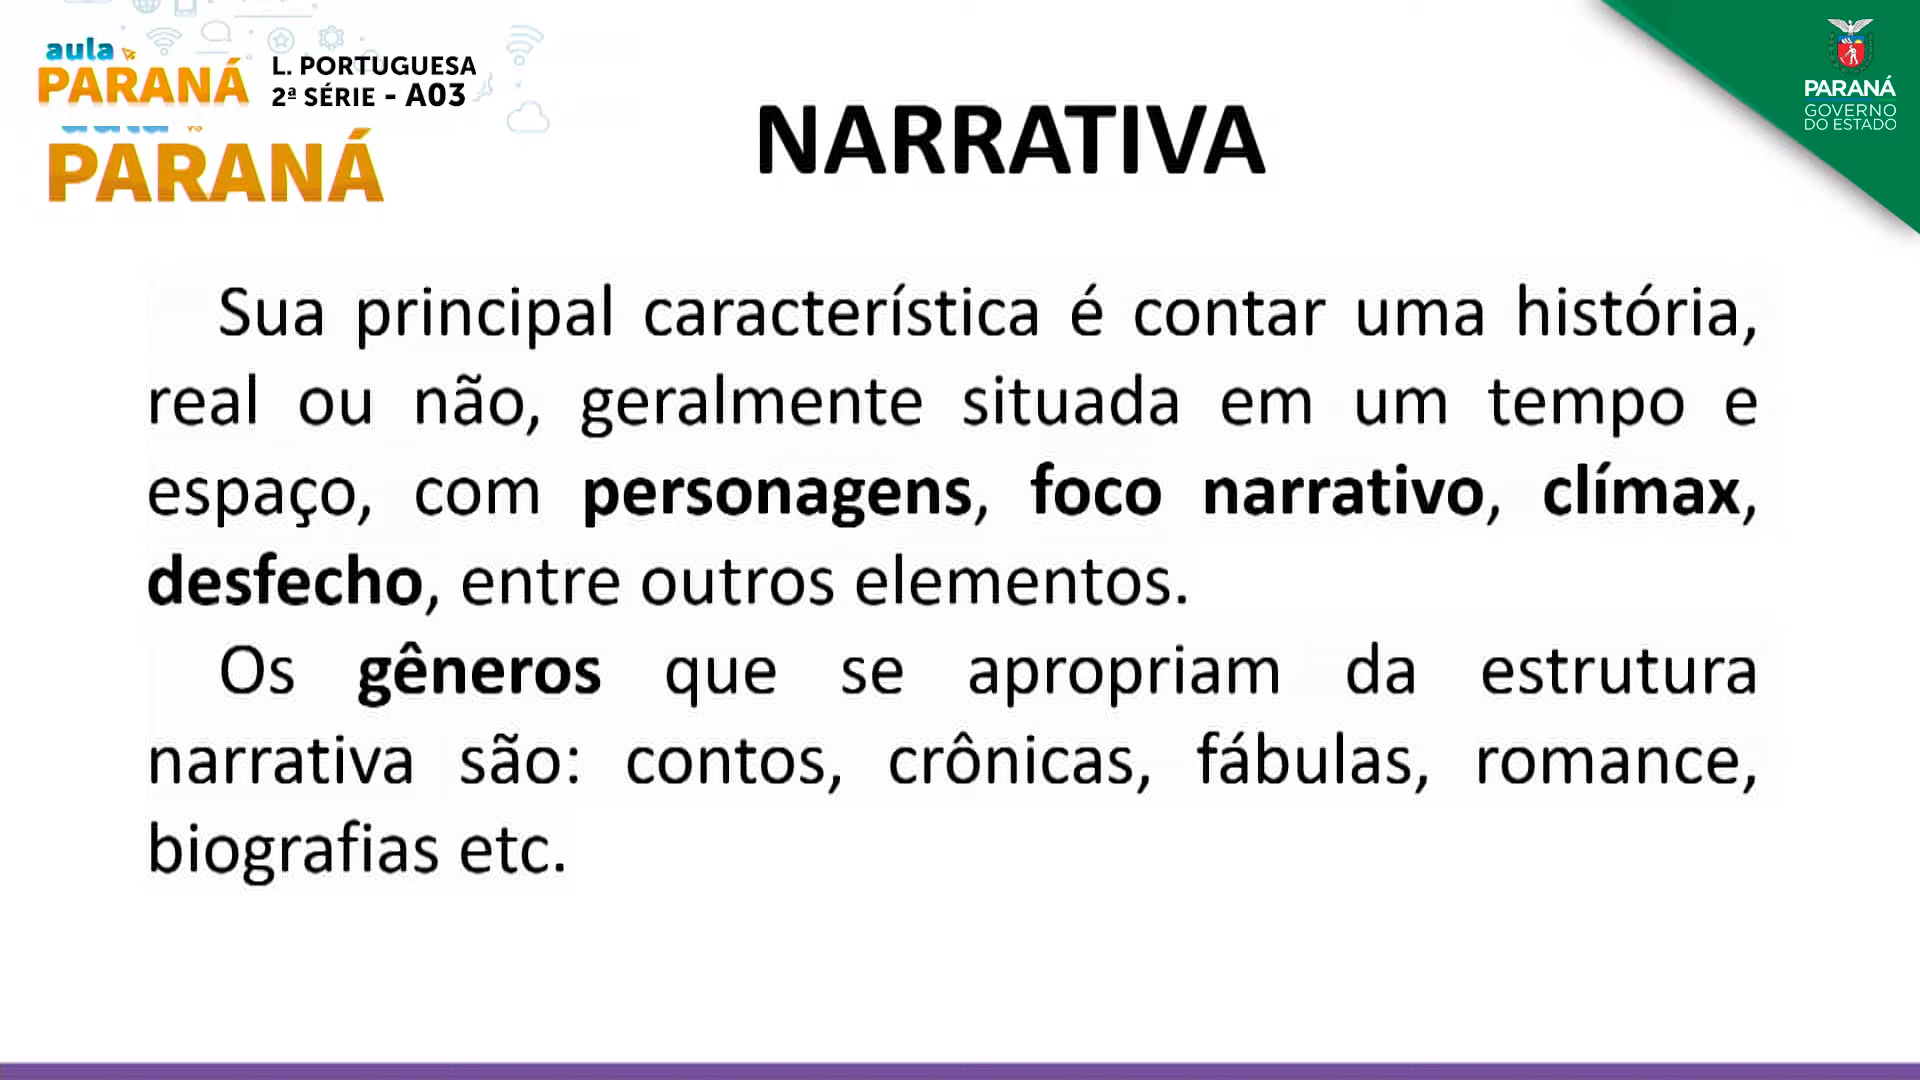 aula
PARANÁ
L. PORTUGUESA
2ª SÉRIE - A03
PARANÁ
GOVERNO
DO ESTADO
aula
PARANÁ
NARRATIVA
Sua principal característica é contar uma história,
real ou não, geralmente situada em um tempo e
espaço, com personagens, foco narrativo, clímax,
desfecho, entre outros elementos.
Os gêneros que se apropriam da estrutura
narrativa são: contos, crônicas, fábulas, romance,
biografias etc.